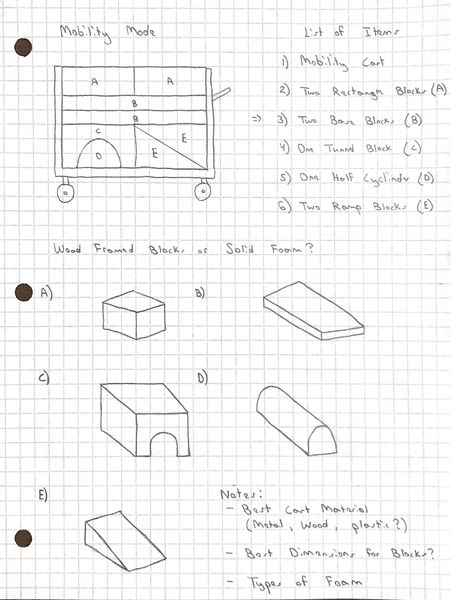 Mobility Mode
List of Items
1) Mobility Cart
A A
2) Two Rectangle Blocks (A)
B
=> 3) Two Base Blocks (B)
B
C E
4) One Tunnel Block (C)
D E
5) One Half Cylinder (D)
6) Two Ramp Blocks (E)
Wood Framed Blocks or Solid Foam?
A) B)
C) D)
E)
Notes:
- Best Cart Material
(Metal, Wood, plastic?)
- Best Dimensions for Blocks?
- Types of Foam